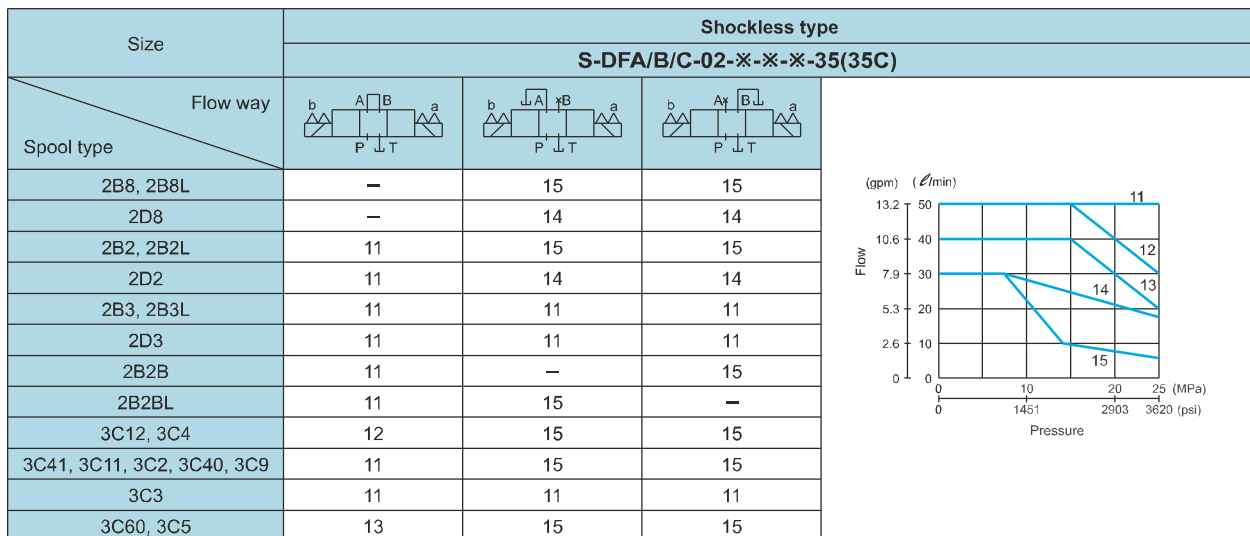 Size
Shockless type
S-DFA/B/C-02-※-※-※-35(35C)
Flow way
Spool type
b A B a
P T
b A B a
P T
b A B a
P T
2B8, 2B8L – 15 15
2D8 – 14 14
2B2, 2B2L 11 15 15
2D2 11 14 14
2B3, 2B3L 11 11 11
2D3 11 11 11
2B2B 11 – 15
2B2BL 11 15 –
3C12, 3C4 12 15 15
3C41, 3C11, 3C2, 3C40, 3C9 11 15 15
3C3 11 11 11
3C60, 3C5 13 15 15
(gpm) (ℓ/min)
13.2 50 11
10.6 40 12
Flow
7.9 30 14 13
5.3 20
2.6 10 15
0 0
0 10 20 25 (MPa)
0 1451 2903 3620 (psi)
Pressure